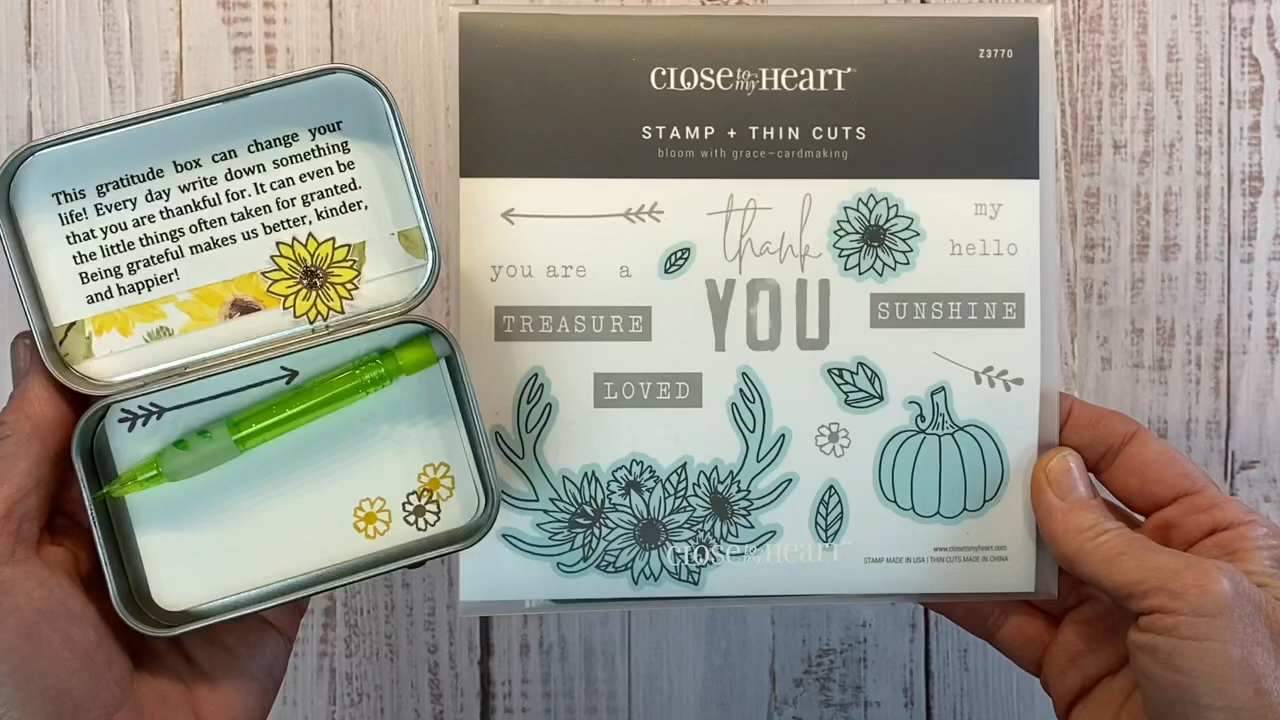 This gratitude box can change your
life! Every day write down something
that you are thankful for. It can even be
the little things often taken for granted.
Being grateful makes us better, kinder,
and happier!
Z3770
CLOSE to my HEART
STAMP + THIN CUTS
bloom with grace—cardmaking
thank
YOU
my
hello
you are a
TREASURE
SUNSHINE
LOVED
CLOSE to my HEART
www.closetomyheart.com
STAMP MADE IN USA | THIN CUTS MADE IN CHINA